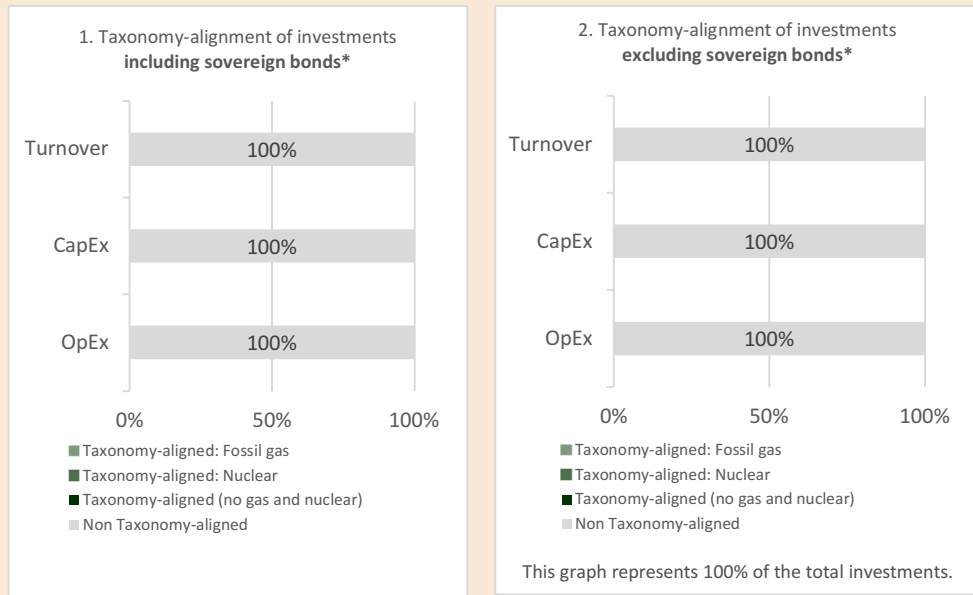 1. Taxonomy-alignment of investments
including sovereign bonds*
Turnover
100%
CapEx
100%
OpEx
100%
0%
50%
100%
Taxonomy-aligned: Fossil gas
Taxonomy-aligned: Nuclear
Taxonomy-aligned (no gas and nuclear)
Non Taxonomy-aligned
2. Taxonomy-alignment of investments
excluding sovereign bonds*
Turnover
100%
CapEx
100%
OpEx
100%
0%
50%
100%
Taxonomy-aligned: Fossil gas
Taxonomy-aligned: Nuclear
Taxonomy-aligned (no gas and nuclear)
Non Taxonomy-aligned
This graph represents 100% of the total investments.